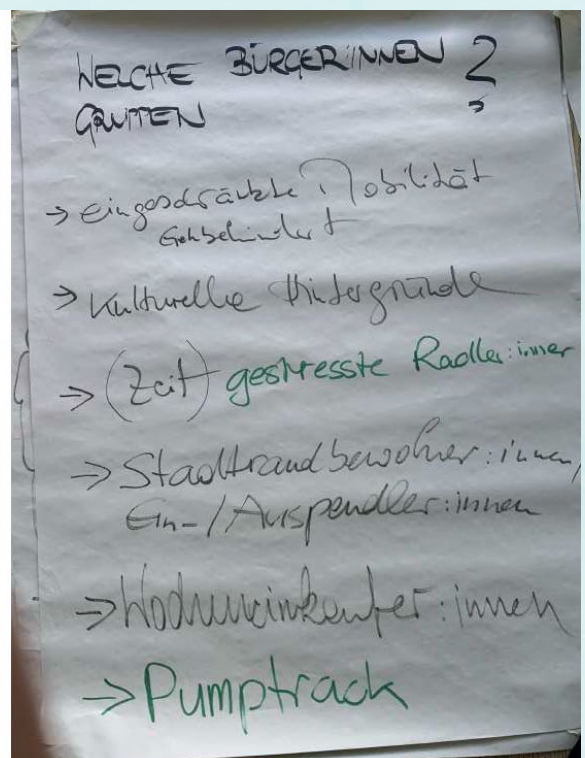 WELCHE BÜRGER:INNEN ?
GRUPPEN
→ eingeschränkte Mobilität
Gehbehindert
→ Kulturelle Hintergründe
→ (Zeit) gestresste Radler:innen
→ Stadtrandbewohner:innen/
Ein-/Auspendler:innen
→ Wocheneinkäufer:innen
→ Pumptrack